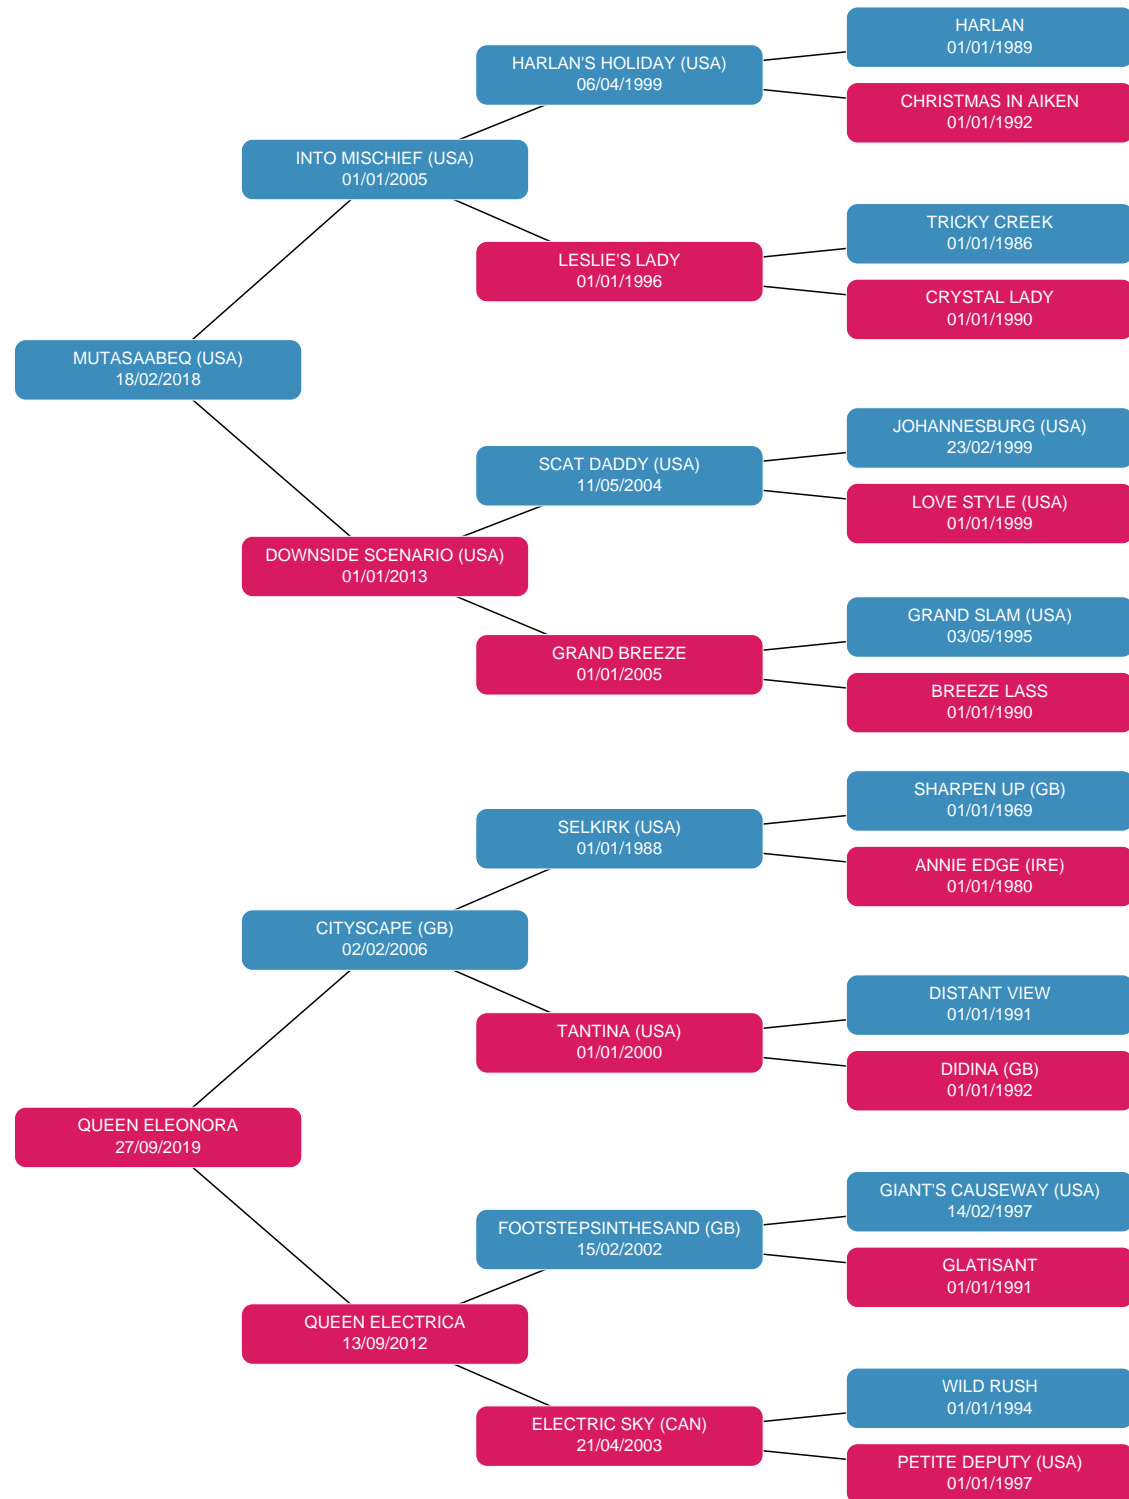 HARLAN
01/01/1989
HARLAN'S HOLIDAY (USA)
06/04/1999
CHRISTMAS IN AIKEN
01/01/1992
INTO MISCHIEF (USA)
01/01/2005
TRICKY CREEK
01/01/1986
LESLIE'S LADY
01/01/1996
CRYSTAL LADY
01/01/1990
MUTASAABEQ (USA)
18/02/2018
JOHANNESBURG (USA)
23/02/1999
SCAT DADDY (USA)
11/05/2004
LOVE STYLE (USA)
01/01/1999
DOWNSIDE SCENARIO (USA)
01/01/2013
GRAND SLAM (USA)
03/05/1995
GRAND BREEZE
01/01/2005
BREEZE LASS
01/01/1990
SHARPEN UP (GB)
01/01/1969
SELKIRK (USA)
01/01/1988
ANNIE EDGE (IRE)
01/01/1980
CITYSCAPE (GB)
02/02/2006
DISTANT VIEW
01/01/1991
TANTINA (USA)
01/01/2000
DIDINA (GB)
01/01/1992
QUEEN ELEONORA
27/09/2019
GIANT'S CAUSEWAY (USA)
14/02/1997
FOOTSTEPSINTHESAND (GB)
15/02/2002
GLATISANT
01/01/1991
QUEEN ELECTRICA
13/09/2012
WILD RUSH
01/01/1994
ELECTRIC SKY (CAN)
21/04/2003
PETITE DEPUTY (USA)
01/01/1997